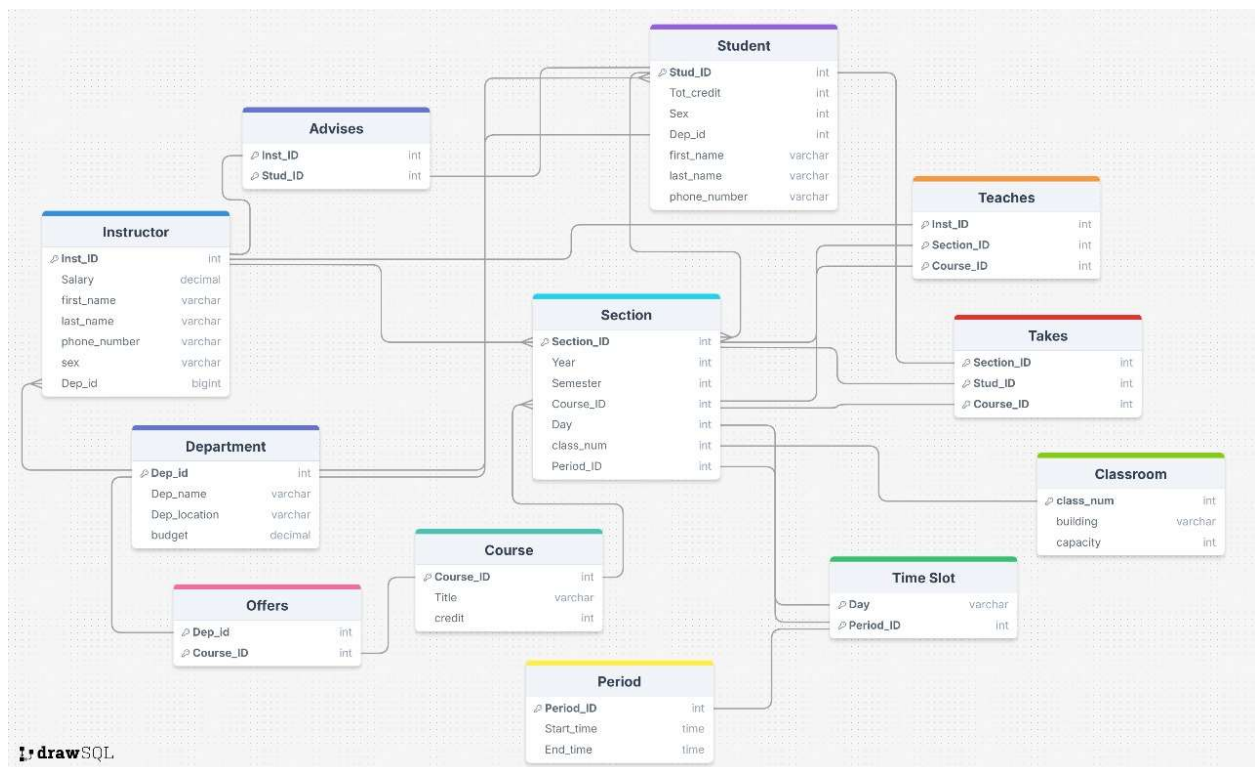 Student
Stud_ID int
Tot_credit int
Sex int
Dep_id int
first_name varchar
last_name varchar
phone_number varchar
Advises
Inst_ID int
Stud_ID int
Teaches
Inst_ID int
Section_ID int
Course_ID int
Instructor
Inst_ID int
Salary decimal
first_name varchar
last_name varchar
phone_number varchar
sex varchar
Dep_id bigint
Section
Section_ID int
Year int
Semester int
Course_ID int
Day int
class_num int
Period_ID int
Takes
Section_ID int
Stud_ID int
Course_ID int
Department
Dep_id int
Dep_name varchar
Dep_location varchar
budget decimal
Classroom
class_num int
building varchar
capacity int
Course
Course_ID int
Title varchar
credit int
Time Slot
Day varchar
Period_ID int
Offers
Dep_id int
Course_ID int
Period
Period_ID int
Start_time time
End_time time
drawSQL